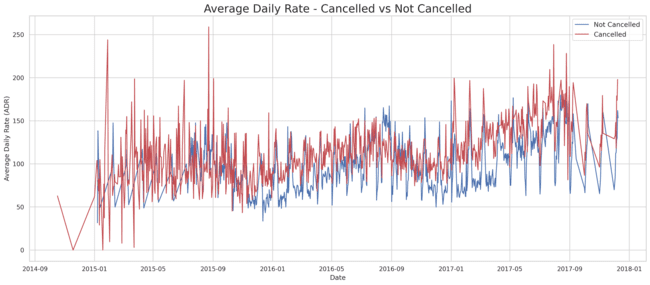 Average Daily Rate - Cancelled vs Not Cancelled
Not Cancelled
Cancelled
Average Daily Rate (ADR)
250
200
150
100
50
0
2014-09 2015-01 2015-05 2015-09 2016-01 2016-05 2016-09 2017-01 2017-05 2017-09 2018-01
Date